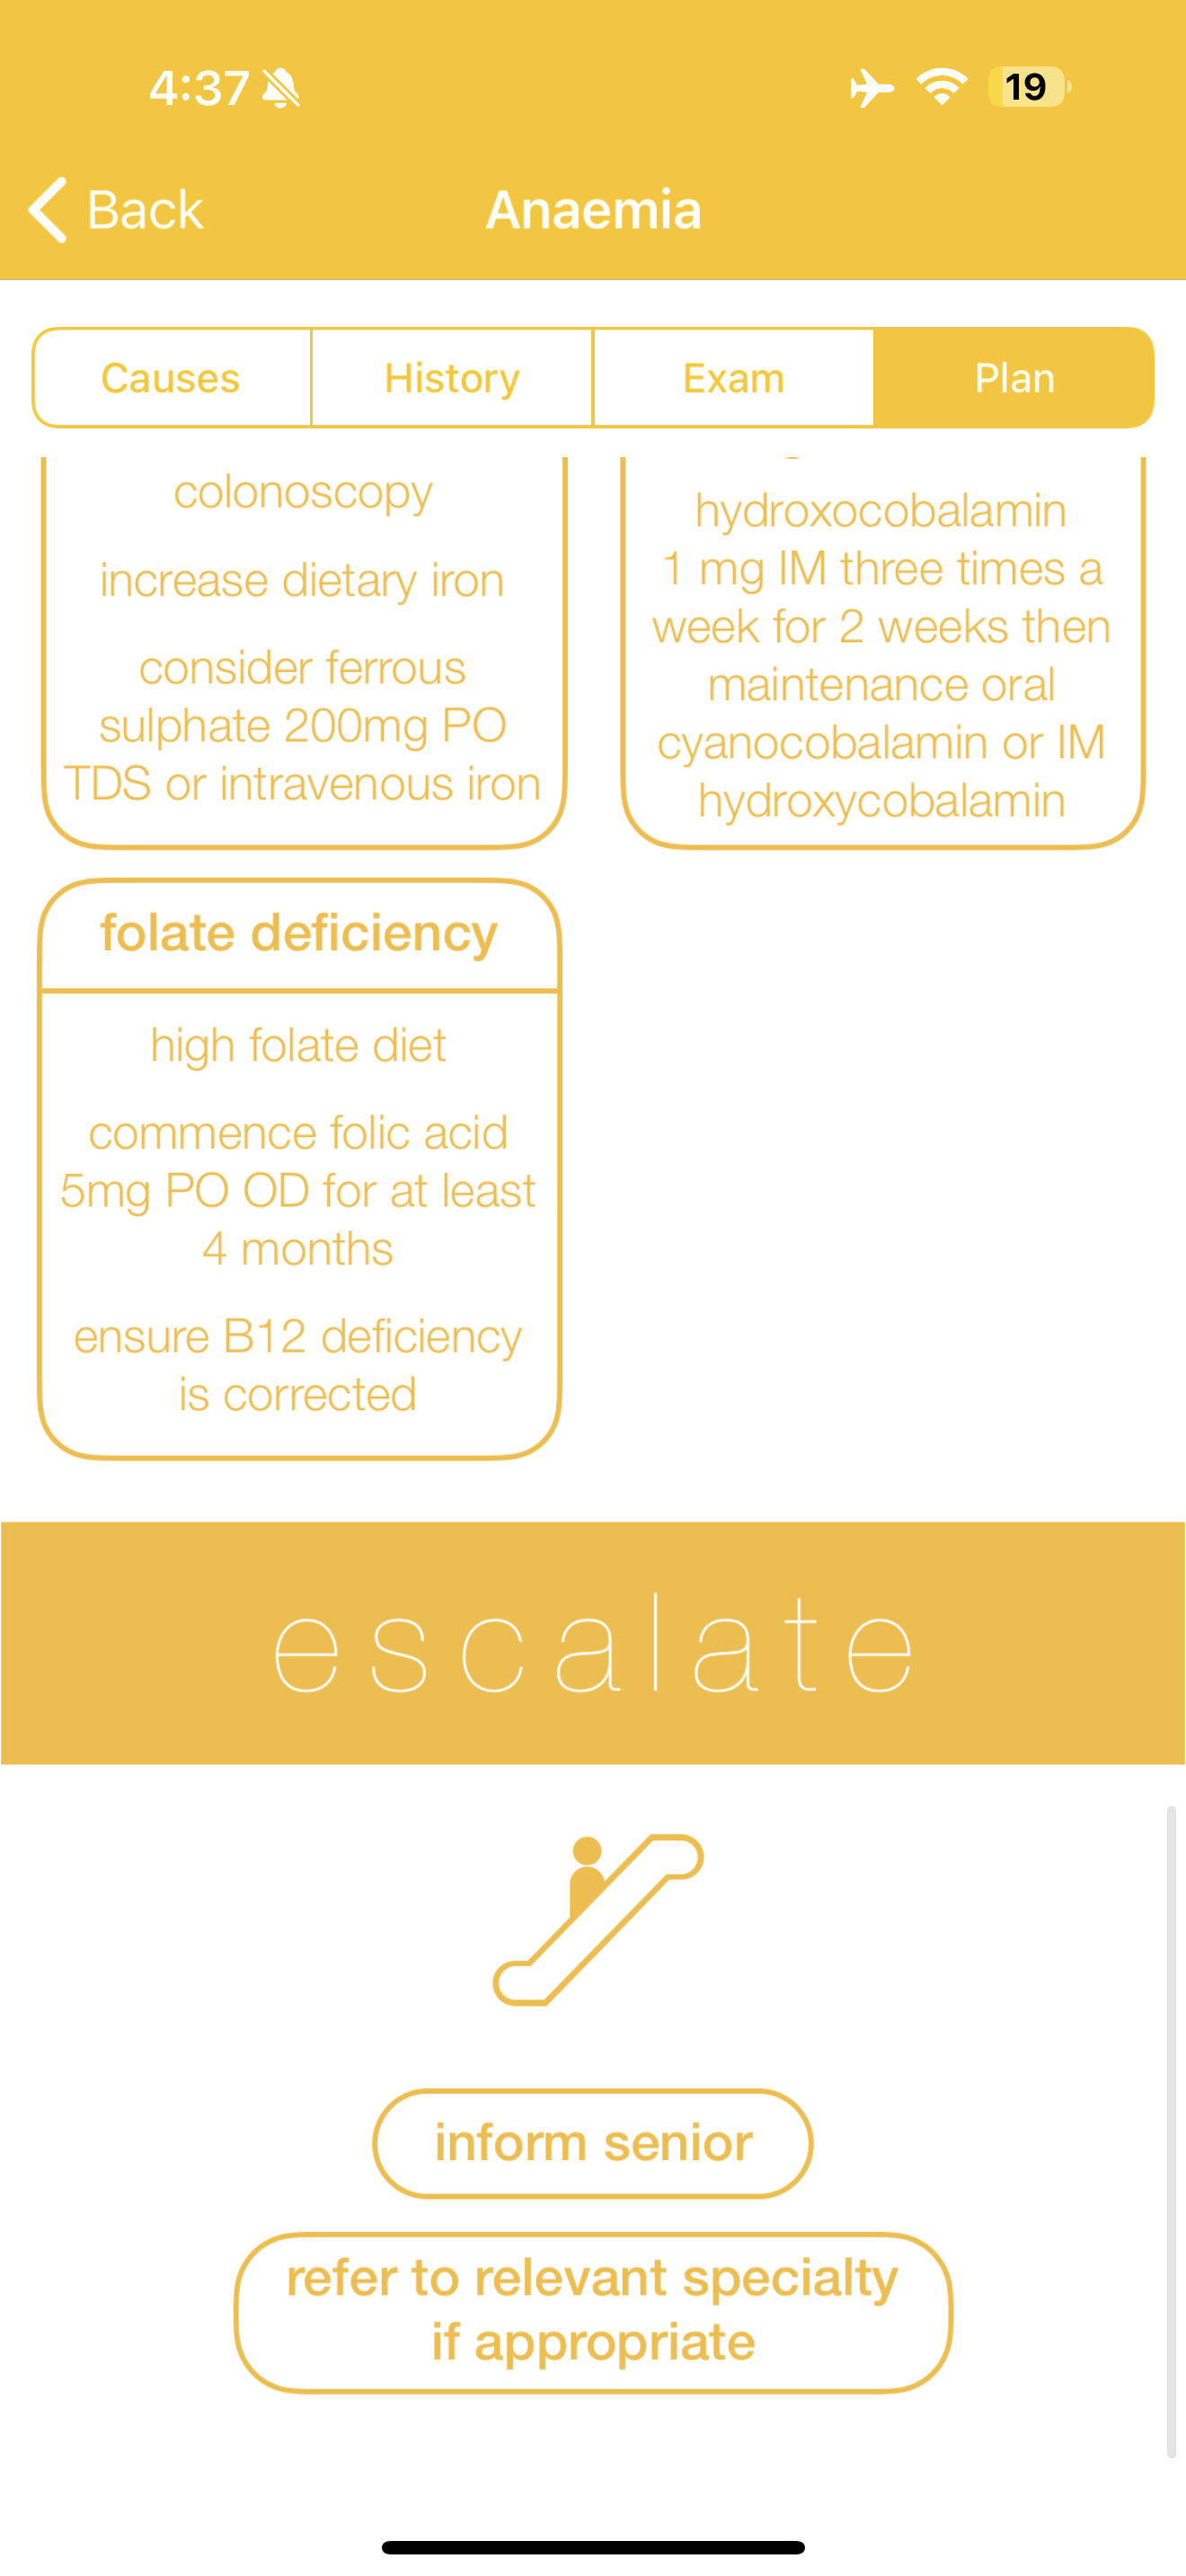 4:37
19
Back
Anaemia
Causes
History
Exam
Plan
colonoscopy
increase dietary iron
consider ferrous
sulphate 200mg PO
TDS or intravenous iron
hydroxocobalamin
1 mg IM three times a
week for 2 weeks then
maintenance oral
cyanocobalamin or IM
hydroxycobalamin
folate deficiency
high folate diet
commence folic acid
5mg PO OD for at least
4 months
ensure B12 deficiency
is corrected
escalate
inform senior
refer to relevant specialty
if appropriate